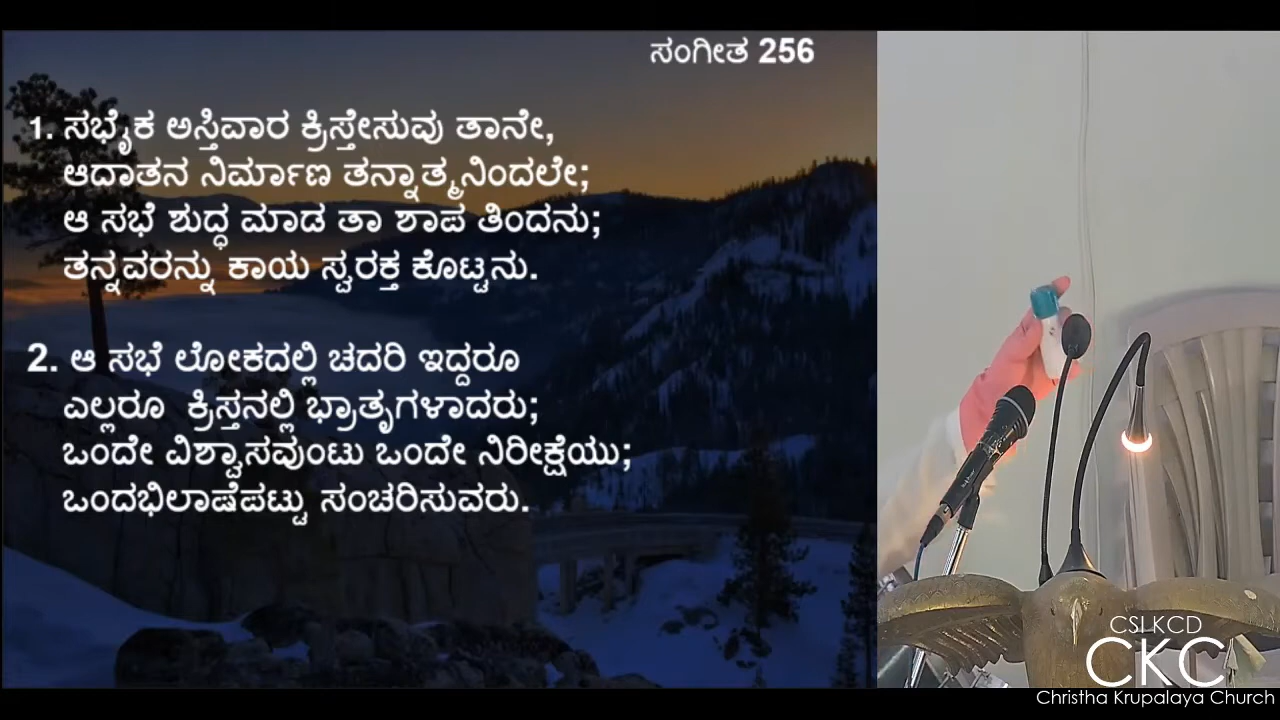 ಸಂಗೀತ 256
1. ಸಭೈಕ ಅಸ್ತಿವಾರ ಕ್ರಿಸ್ತೇಸುವು ತಾನೇ,
ಆದಾತನ ನಿರ್ಮಾಣ ತನ್ನಾತ್ಮನಿಂದಲೇ;
ಆ ಸಭೆ ಶುದ್ಧ ಮಾಡ ತಾ ಶಾಪ ತಿಂದನು;
ತನ್ನವರನ್ನು ಕಾಯ ಸ್ವರಕ್ತ ಕೊಟ್ಟನು.
2. ಆ ಸಭೆ ಲೋಕದಲ್ಲಿ ಚದರಿ ಇದ್ದರೂ
ಎಲ್ಲರೂ ಕ್ರಿಸ್ತನಲ್ಲಿ ಭ್ರಾತೃಗಳಾದರು;
ಒಂದೇ ವಿಶ್ವಾಸವುಂಟು ಒಂದೇ ನಿರೀಕ್ಷೆಯು;
ಒಂದಭಿಲಾಷೆಪಟ್ಟು ಸಂಚರಿಸುವರು.
CSI,KCD
CKC
Christha Krupalaya Church